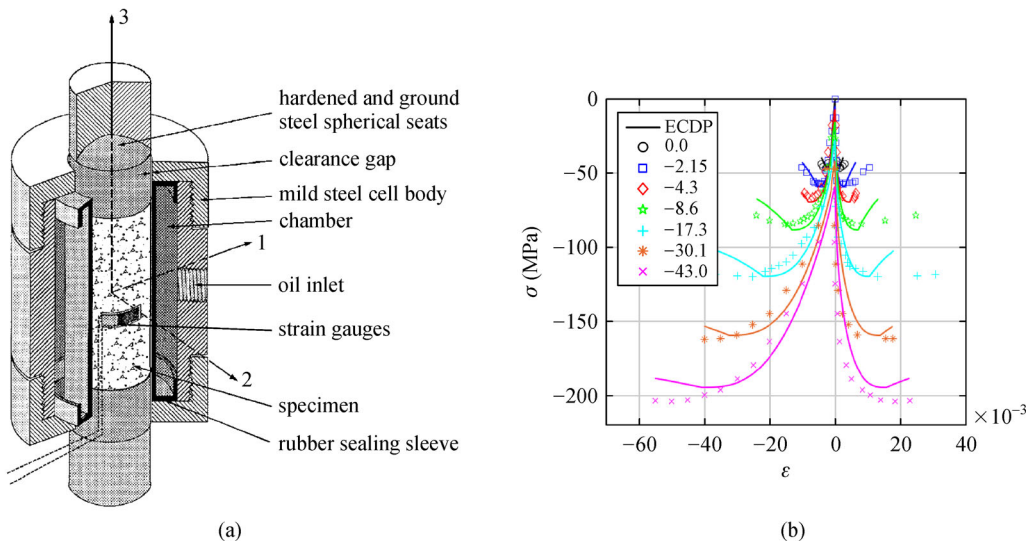 3
hardened and ground
steel spherical seats
clearance gap
mild steel cell body
chamber
1
oil inlet
strain gauges
2
specimen
rubber sealing sleeve
(a)
0
−50
−100
−150
−200
σ (MPa)
ECDP
0.0
−2.15
−4.3
−8.6
−17.3
−30.1
−43.0
−60
−40
−20
0
20
40
×10⁻³
ε
(b)